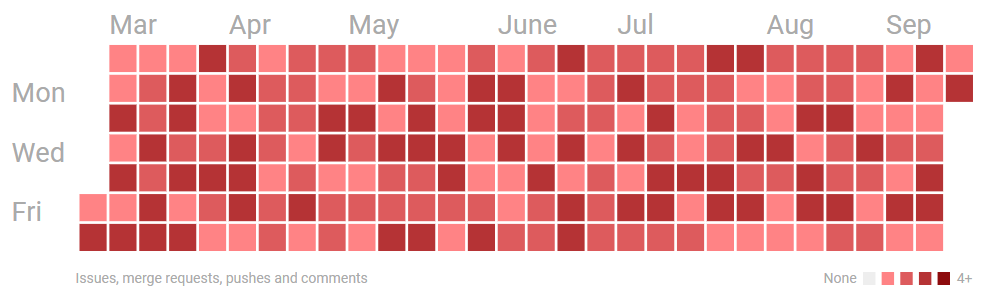 Mar Apr May June Jul Aug Sep
Mon
Wed
Fri
Issues, merge requests, pushes and comments
None 4+